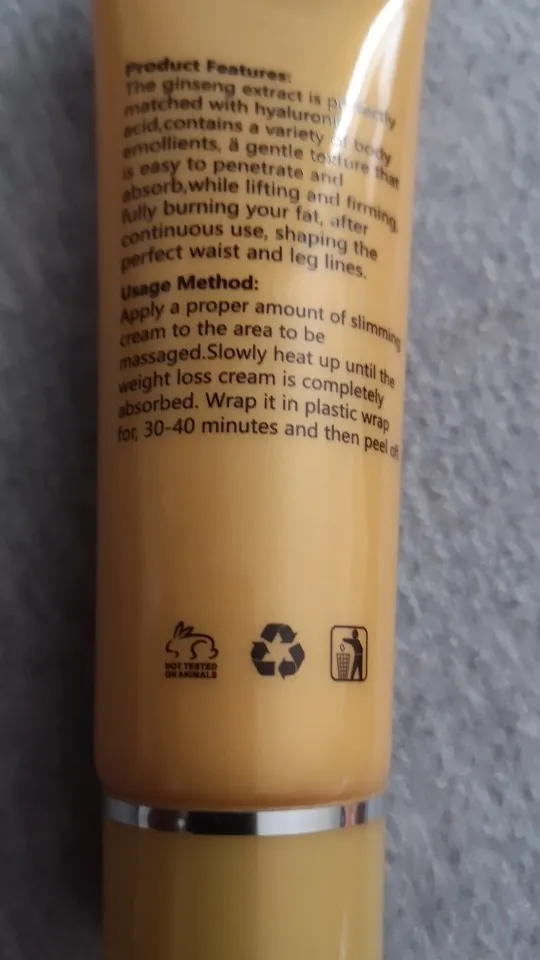 Product Features:
The ginseng extract is perfectly
matched with hyaluronic
acid,contains a variety of body
emollients, a gentle texture that
is easy to penetrate and
absorb,while lifting and firming,
fully burning your fat, after
continuous use, shaping the
perfect waist and leg lines.
Usage Method:
Apply a proper amount of slimming
cream to the area to be
massaged.Slowly heat up until the
weight loss cream is completely
absorbed. Wrap it in plastic wrap
for, 30-40 minutes and then peel off
NOT TESTED
ON ANIMALS